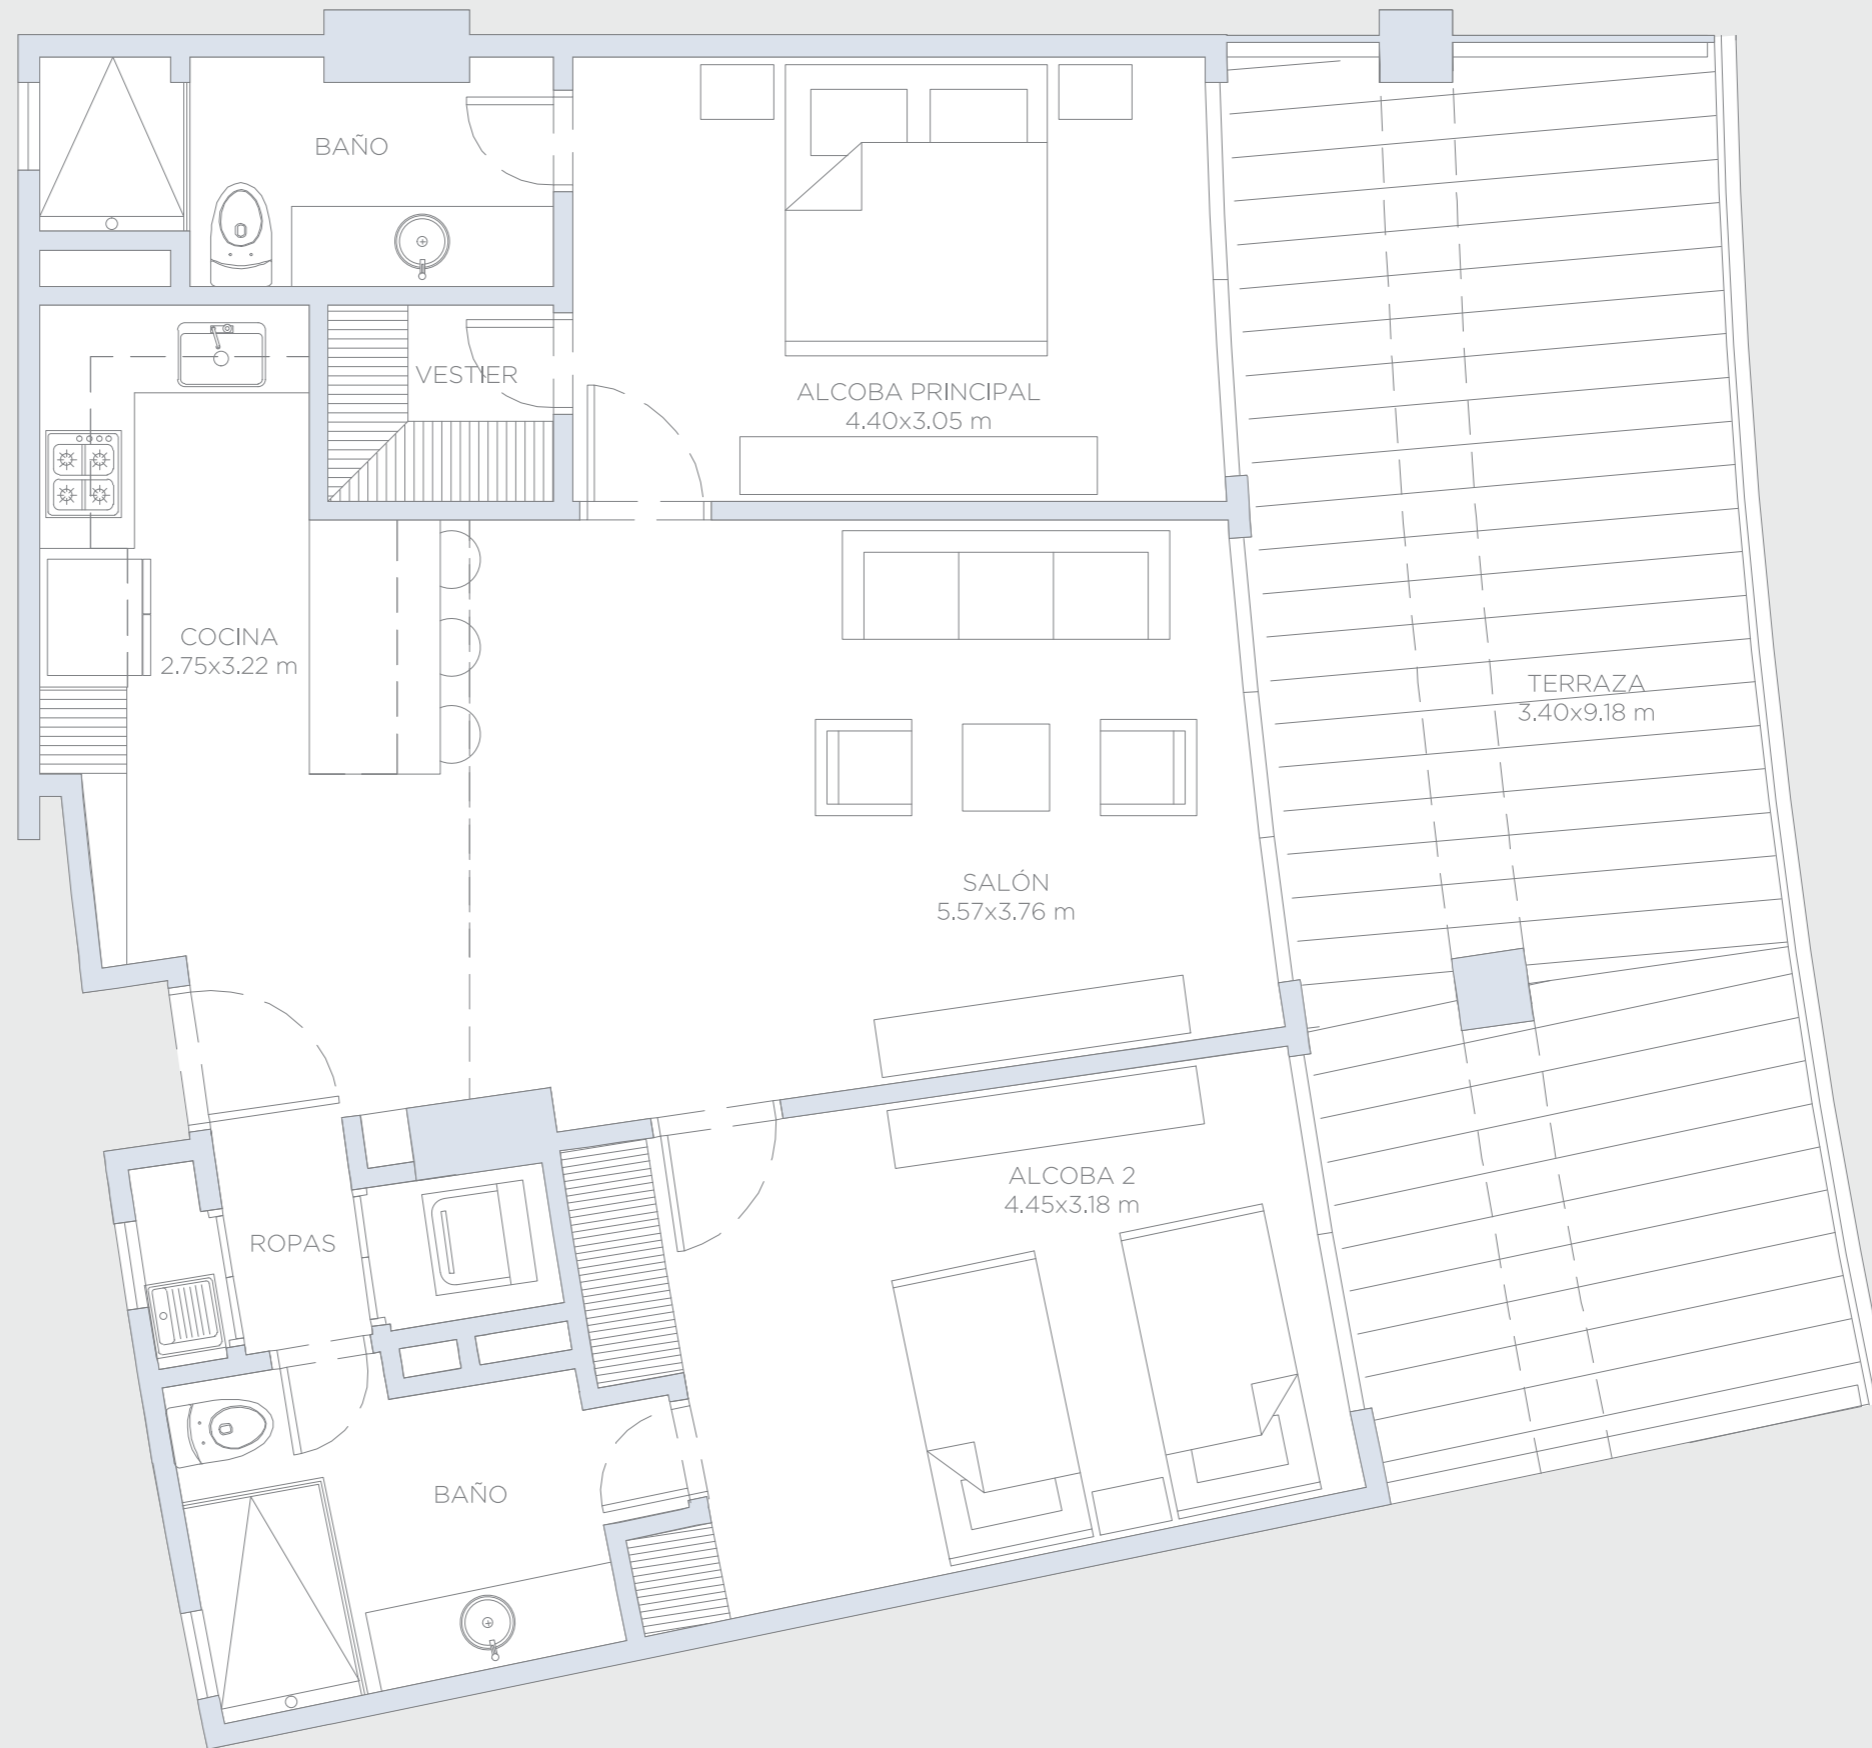 BAÑO
VESTIER
ALCOBA PRINCIPAL
4.40x3.05 m
COCINA
2.75x3.22 m
TERRAZA
3.40x9.18 m
SALÓN
5.57x3.76 m
ALCOBA 2
4.45x3.18 m
ROPAS
BAÑO